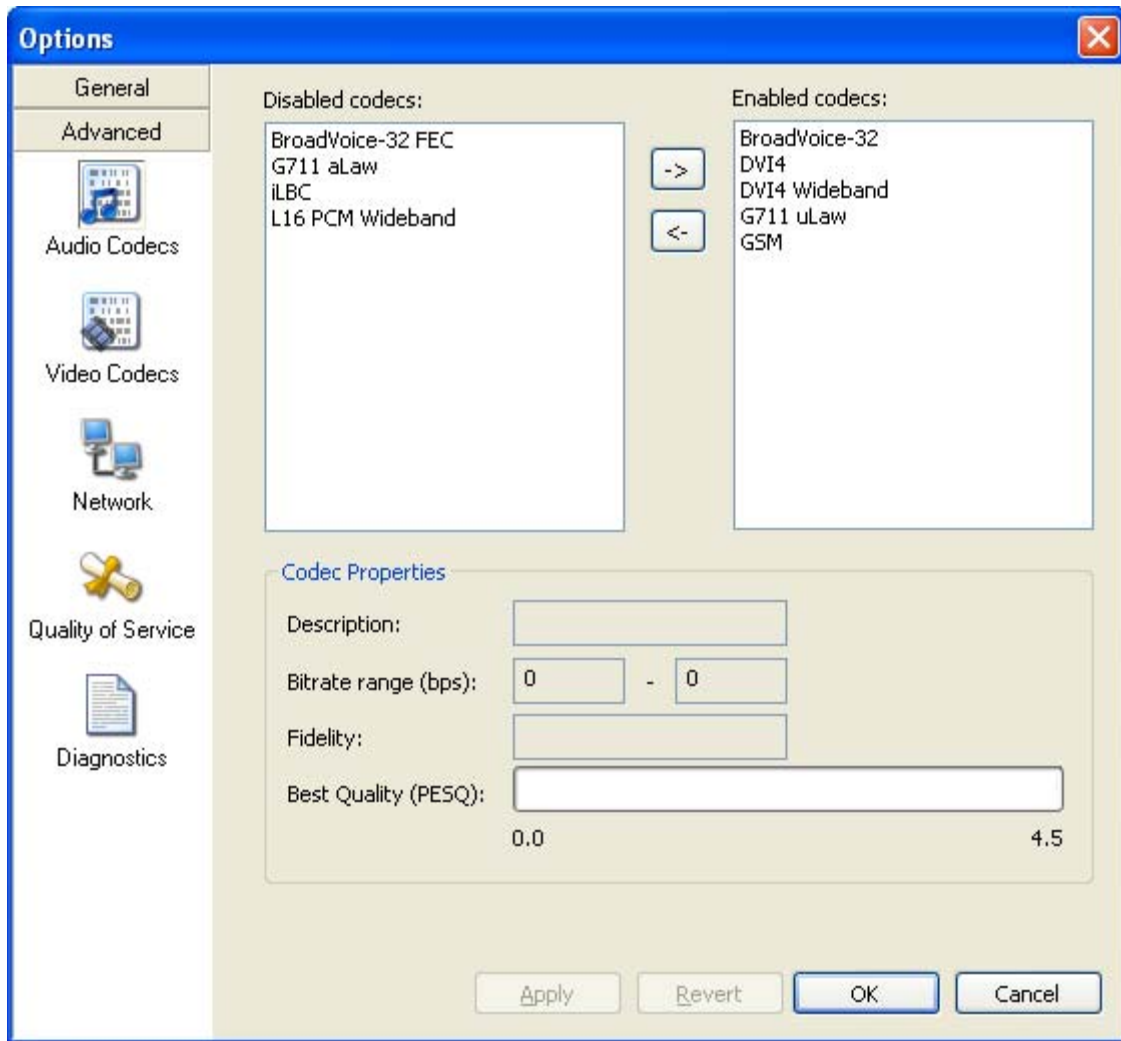 Options
General
Advanced
Audio Codecs
Video Codecs
Network
Quality of Service
Diagnostics
Disabled codecs:
BroadVoice-32 FEC
G711 aLaw
iLBC
L16 PCM Wideband
->
<-
Enabled codecs:
BroadVoice-32
DVI4
DVI4 Wideband
G711 uLaw
GSM
Codec Properties
Description:
Bitrate range (bps): 0 - 0
Fidelity:
Best Quality (PESQ):
0.0 4.5
Apply Revert OK Cancel